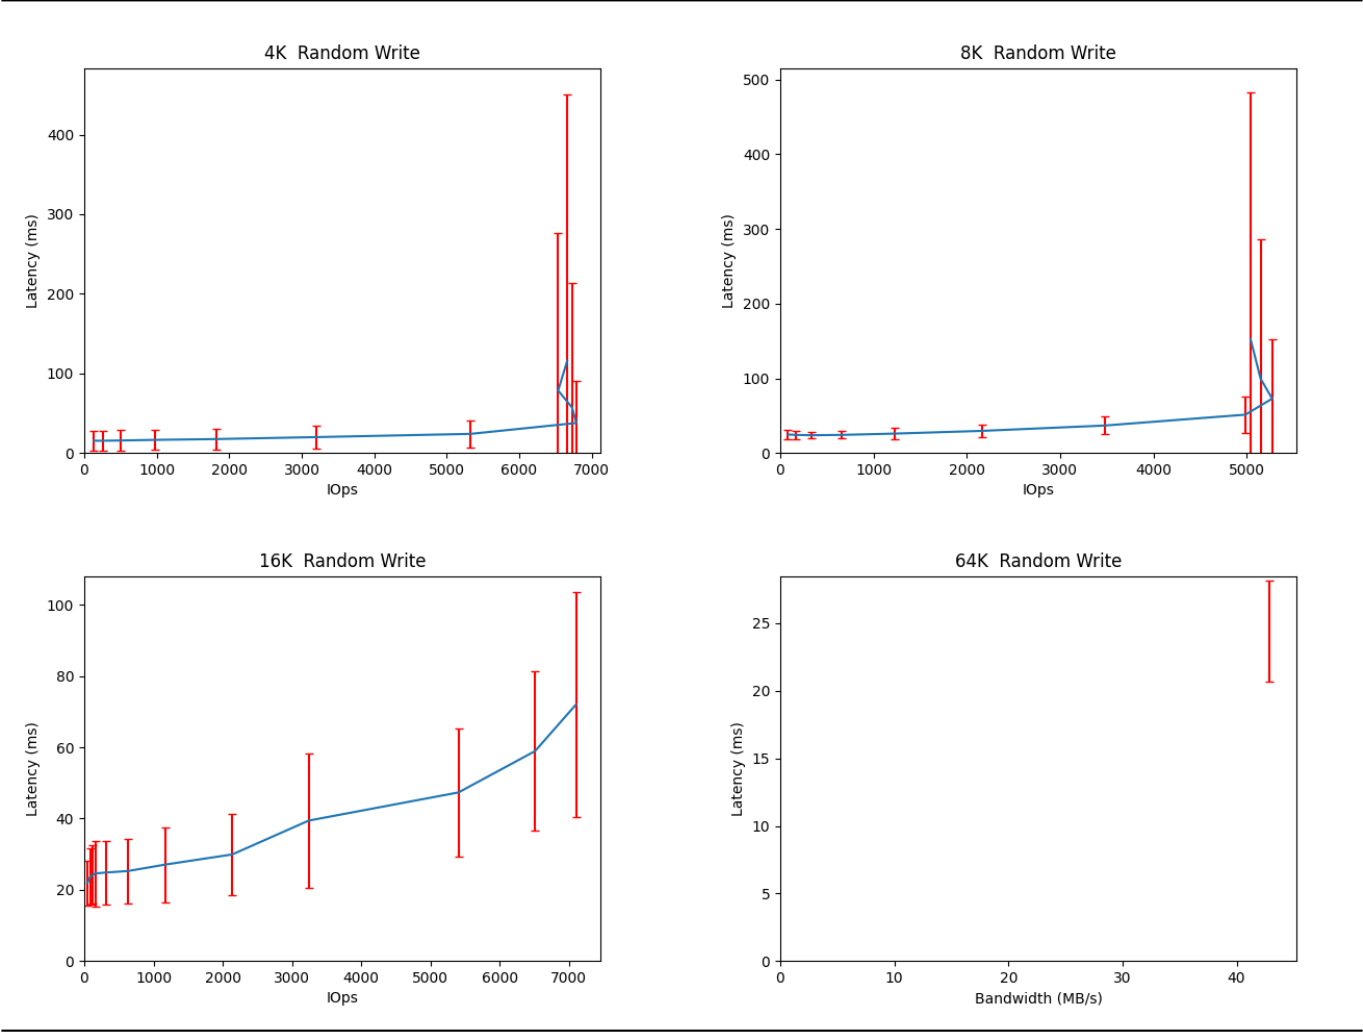 4K  Random Write
400
300
200
100
0
Latency (ms)
0 1000 2000 3000 4000 5000 6000 7000
IOps
8K  Random Write
500
400
300
200
100
0
Latency (ms)
0 1000 2000 3000 4000 5000
IOps
16K  Random Write
100
80
60
40
20
0
Latency (ms)
0 1000 2000 3000 4000 5000 6000 7000
IOps
64K  Random Write
25
20
15
10
5
0
Latency (ms)
0 10 20 30 40
Bandwidth (MB/s)